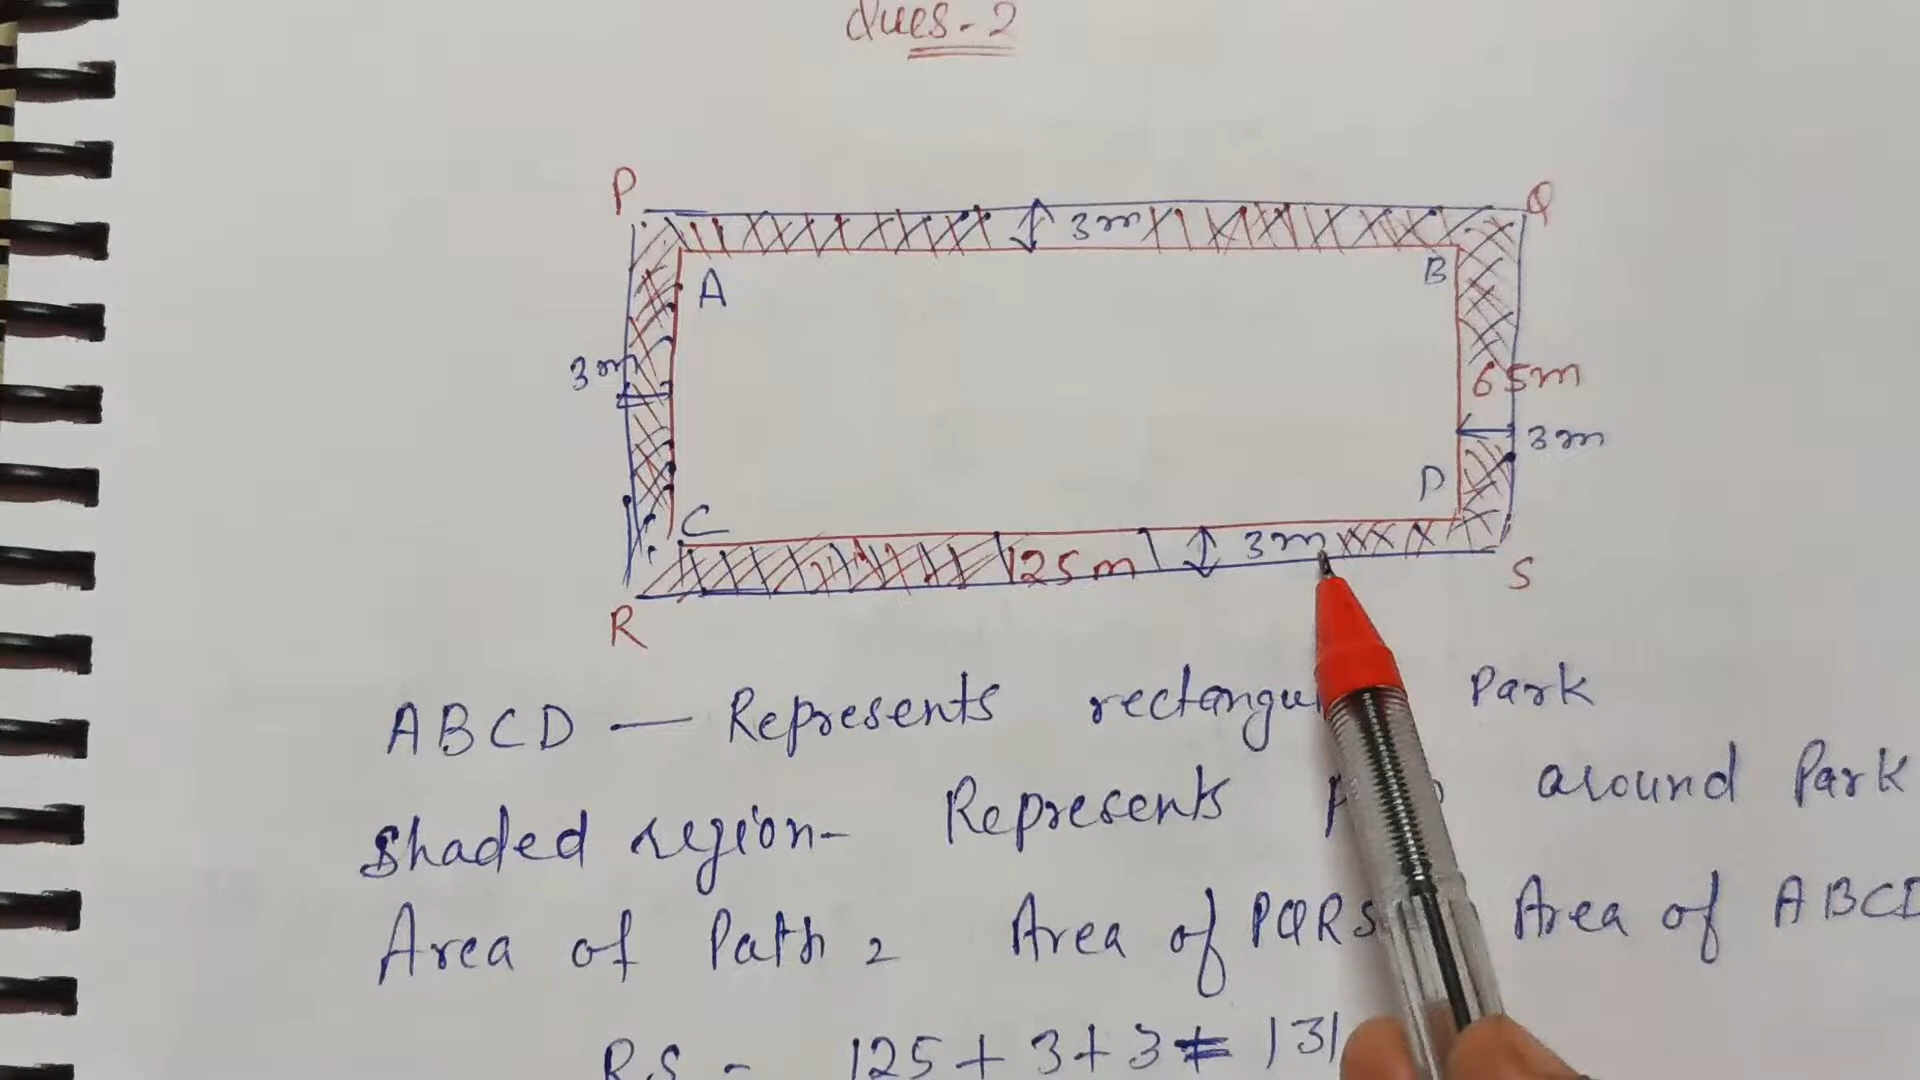 Ques-2
P
Q
3m
A
B
3m
65m
3m
D
C
125m
3m
S
R
ABCD — Represents Park
Shaded region- Represents around Park
Area of Path = Area of PQRS Area of ABCD
RS - 125 + 3 + 3 = 131